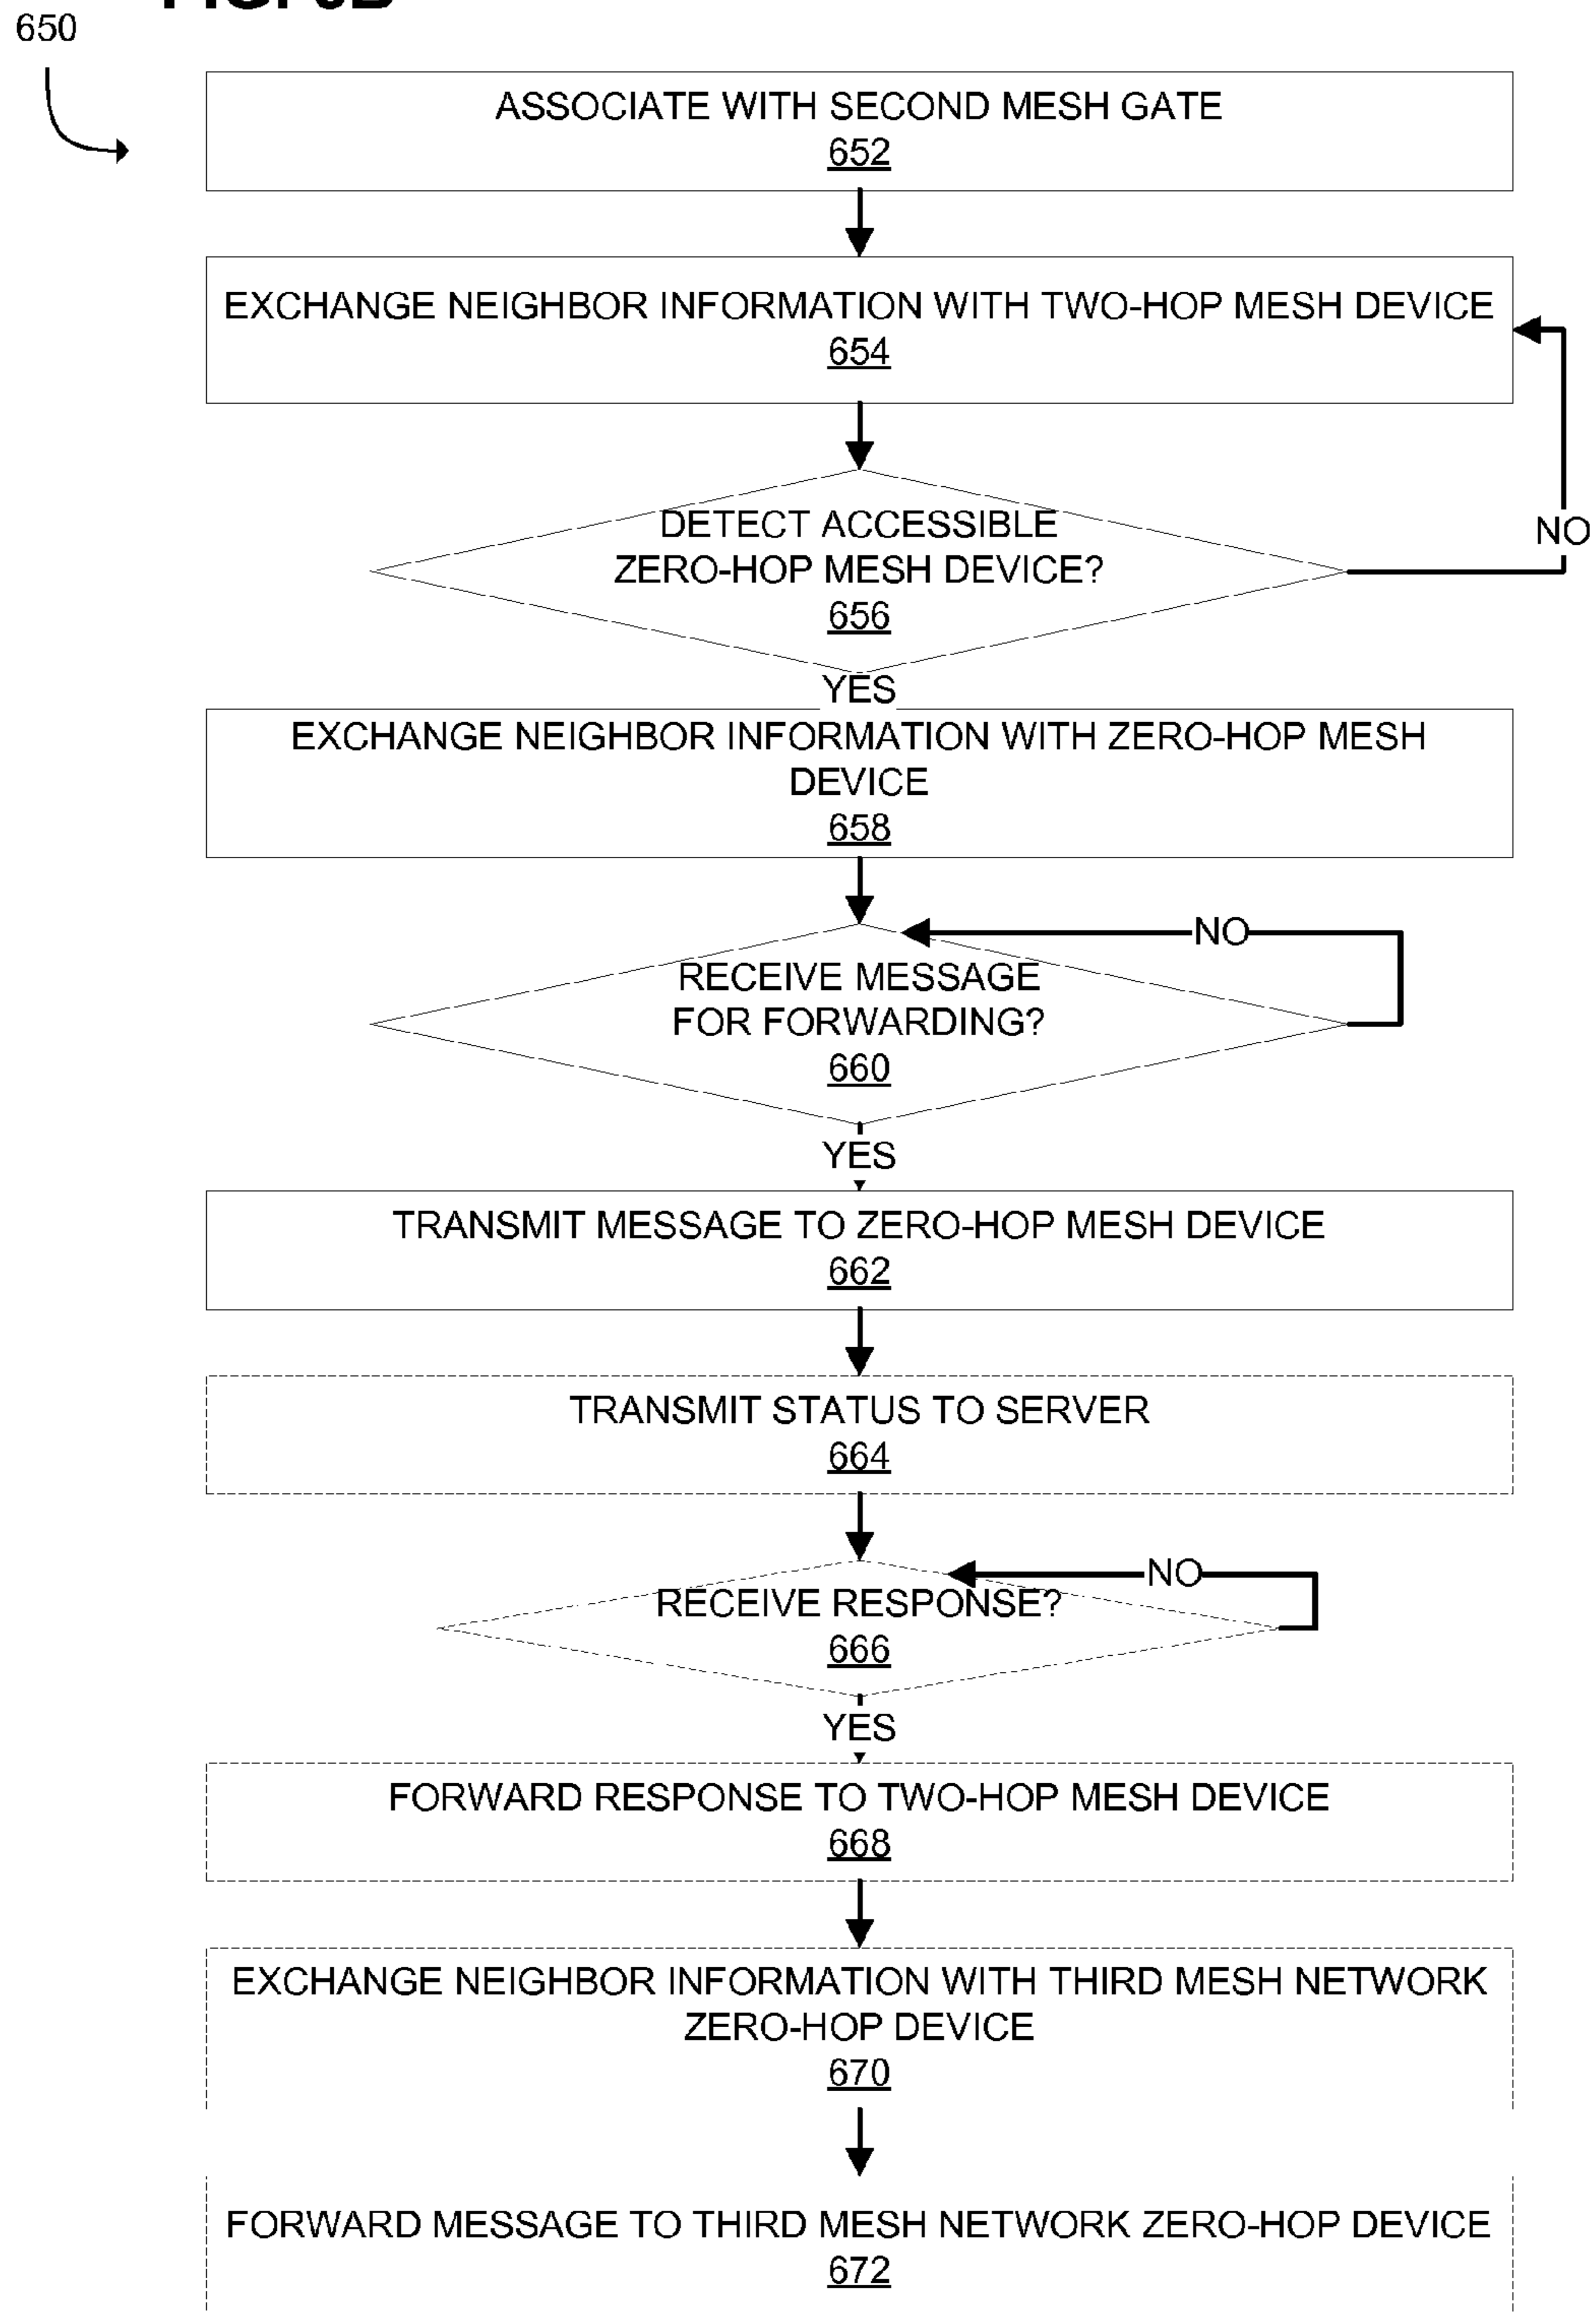 650
ASSOCIATE WITH SECOND MESH GATE
652
EXCHANGE NEIGHBOR INFORMATION WITH TWO-HOP MESH DEVICE
654
DETECT ACCESSIBLE
ZERO-HOP MESH DEVICE?
656
NO
YES
EXCHANGE NEIGHBOR INFORMATION WITH ZERO-HOP MESH
DEVICE
658
NO
RECEIVE MESSAGE
FOR FORWARDING?
660
YES
TRANSMIT MESSAGE TO ZERO-HOP MESH DEVICE
662
TRANSMIT STATUS TO SERVER
664
NO
RECEIVE RESPONSE?
666
YES
FORWARD RESPONSE TO TWO-HOP MESH DEVICE
668
EXCHANGE NEIGHBOR INFORMATION WITH THIRD MESH NETWORK
ZERO-HOP DEVICE
670
FORWARD MESSAGE TO THIRD MESH NETWORK ZERO-HOP DEVICE
672